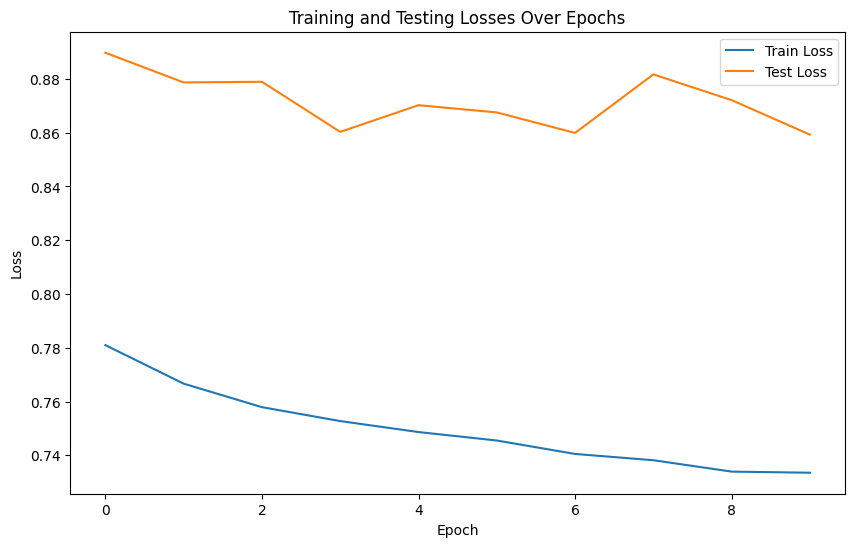 Training and Testing Losses Over Epochs
Train Loss
Test Loss
0.88
0.86
0.84
0.82
0.80
0.78
0.76
0.74
Loss
0 2 4 6 8
Epoch